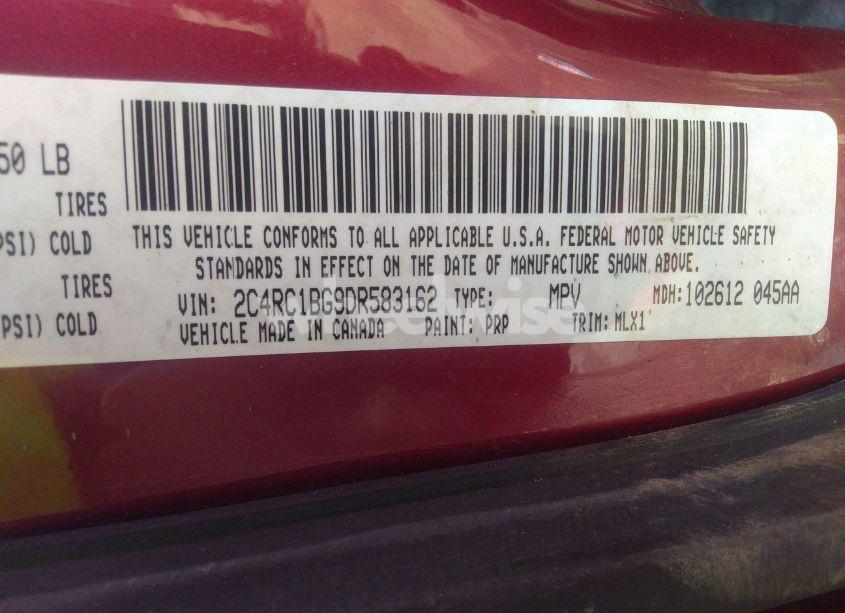 50 LB
TIRES
PSI) COLD
TIRES
PSI) COLD
THIS VEHICLE CONFORMS TO ALL APPLICABLE U.S.A. FEDERAL MOTOR VEHICLE SAFETY
STANDARDS IN EFFECT ON THE DATE OF MANUFACTURE SHOWN ABOVE.
VIN: 2C4RC1BG9DR583162 TYPE: MPV MDH: 102612 045AA
VEHICLE MADE IN CANADA PAINT: PRP TRIM: MLX1